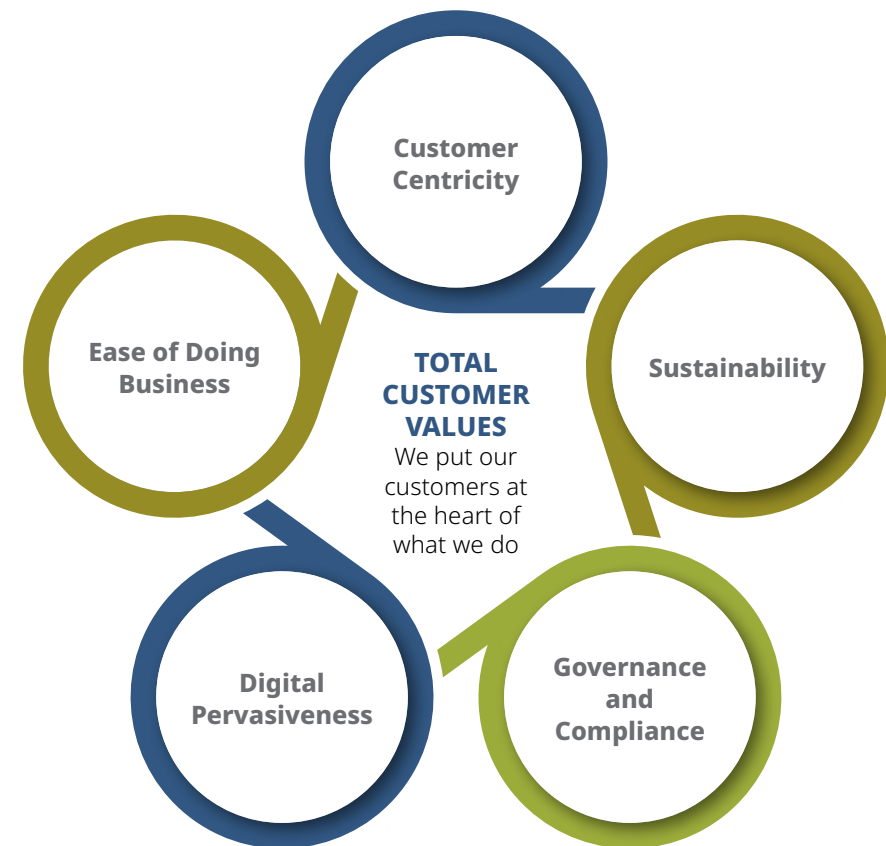 Customer
Centricity
Ease of Doing
Business
Sustainability
TOTAL
CUSTOMER
VALUES
We put our
customers at
the heart of
what we do
Digital
Pervasiveness
Governance
and
Compliance